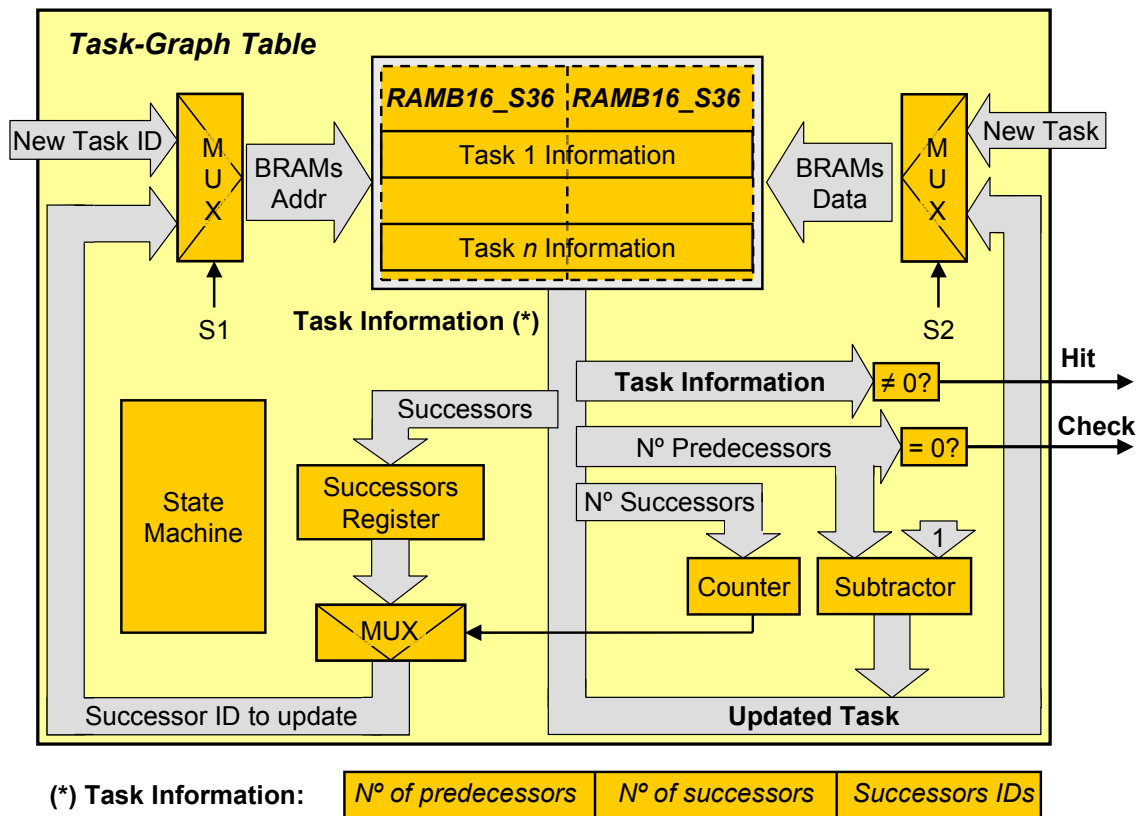 Task-Graph Table
RAMB16_S36 RAMB16_S36
New Task ID
MUX
BRAMs
Addr
Task 1 Information
Task n Information
BRAMs
Data
MUX
New Task
S1
S2
Task Information (*)
Hit
Task Information
≠ 0?
Successors
Check
Nº Predecessors
= 0?
State
Machine
Successors
Register
Nº Successors
1
Counter
Subtractor
MUX
Successor ID to update
Updated Task
(*) Task Information:
Nº of predecessors
Nº of successors
Successors IDs